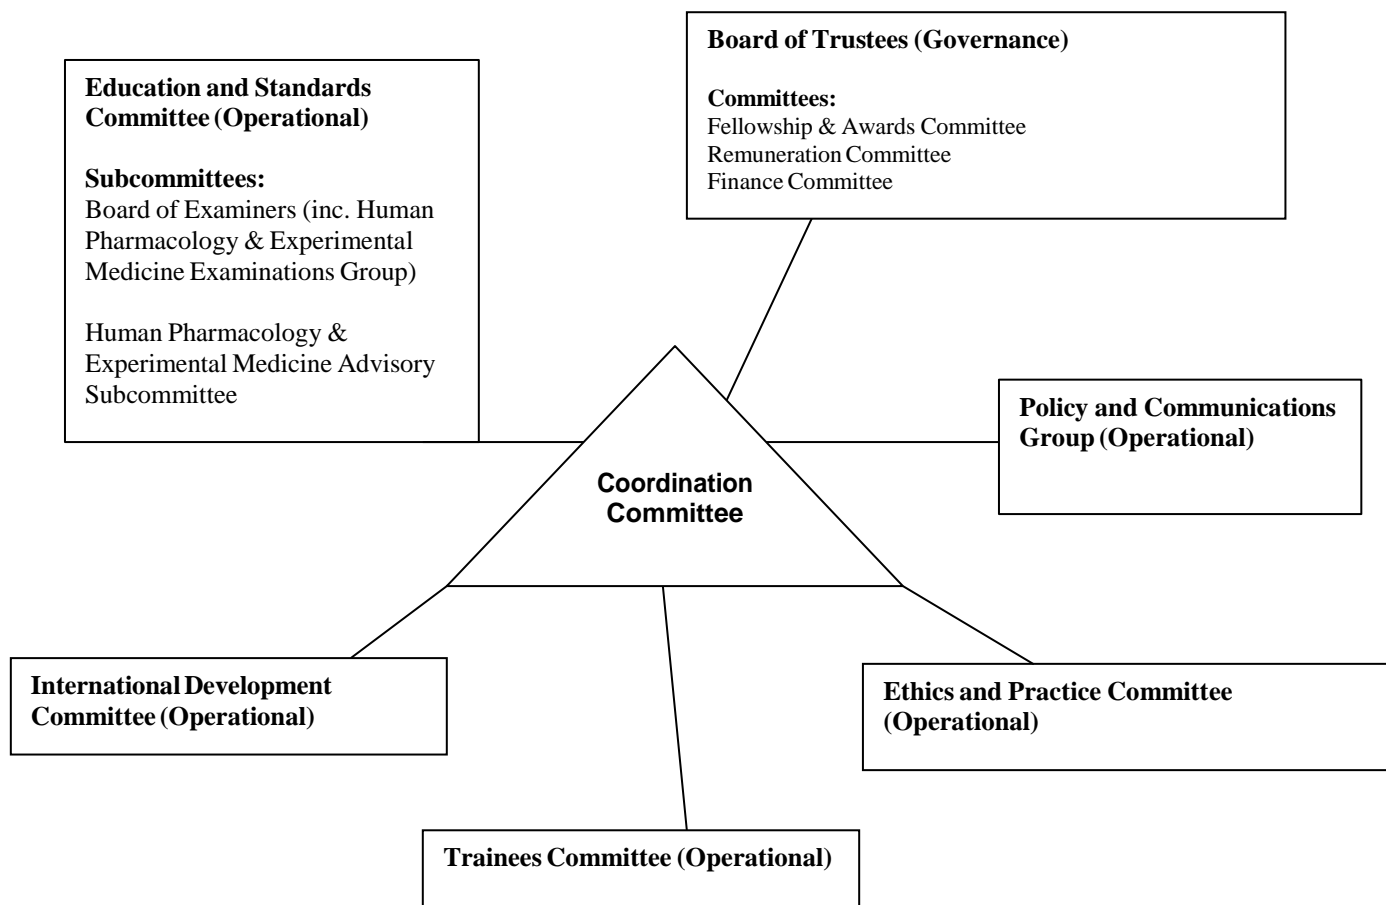 Board of Trustees (Governance)
Committees:
Fellowship & Awards Committee
Remuneration Committee
Finance Committee
Education and Standards
Committee (Operational)
Subcommittees:
Board of Examiners (inc. Human
Pharmacology & Experimental
Medicine Examinations Group)
Human Pharmacology &
Experimental Medicine Advisory
Subcommittee
Policy and Communications
Group (Operational)
Coordination
Committee
International Development
Committee (Operational)
Ethics and Practice Committee
(Operational)
Trainees Committee (Operational)